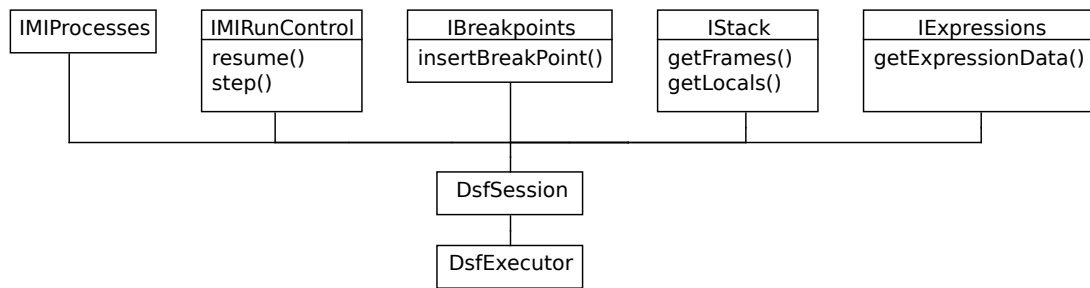 IMIProcesses
IMIRunControl
resume()
step()
IBreakpoints
insertBreakPoint()
IStack
getFrames()
getLocals()
IExpressions
getExpressionData()
DsfSession
DsfExecutor